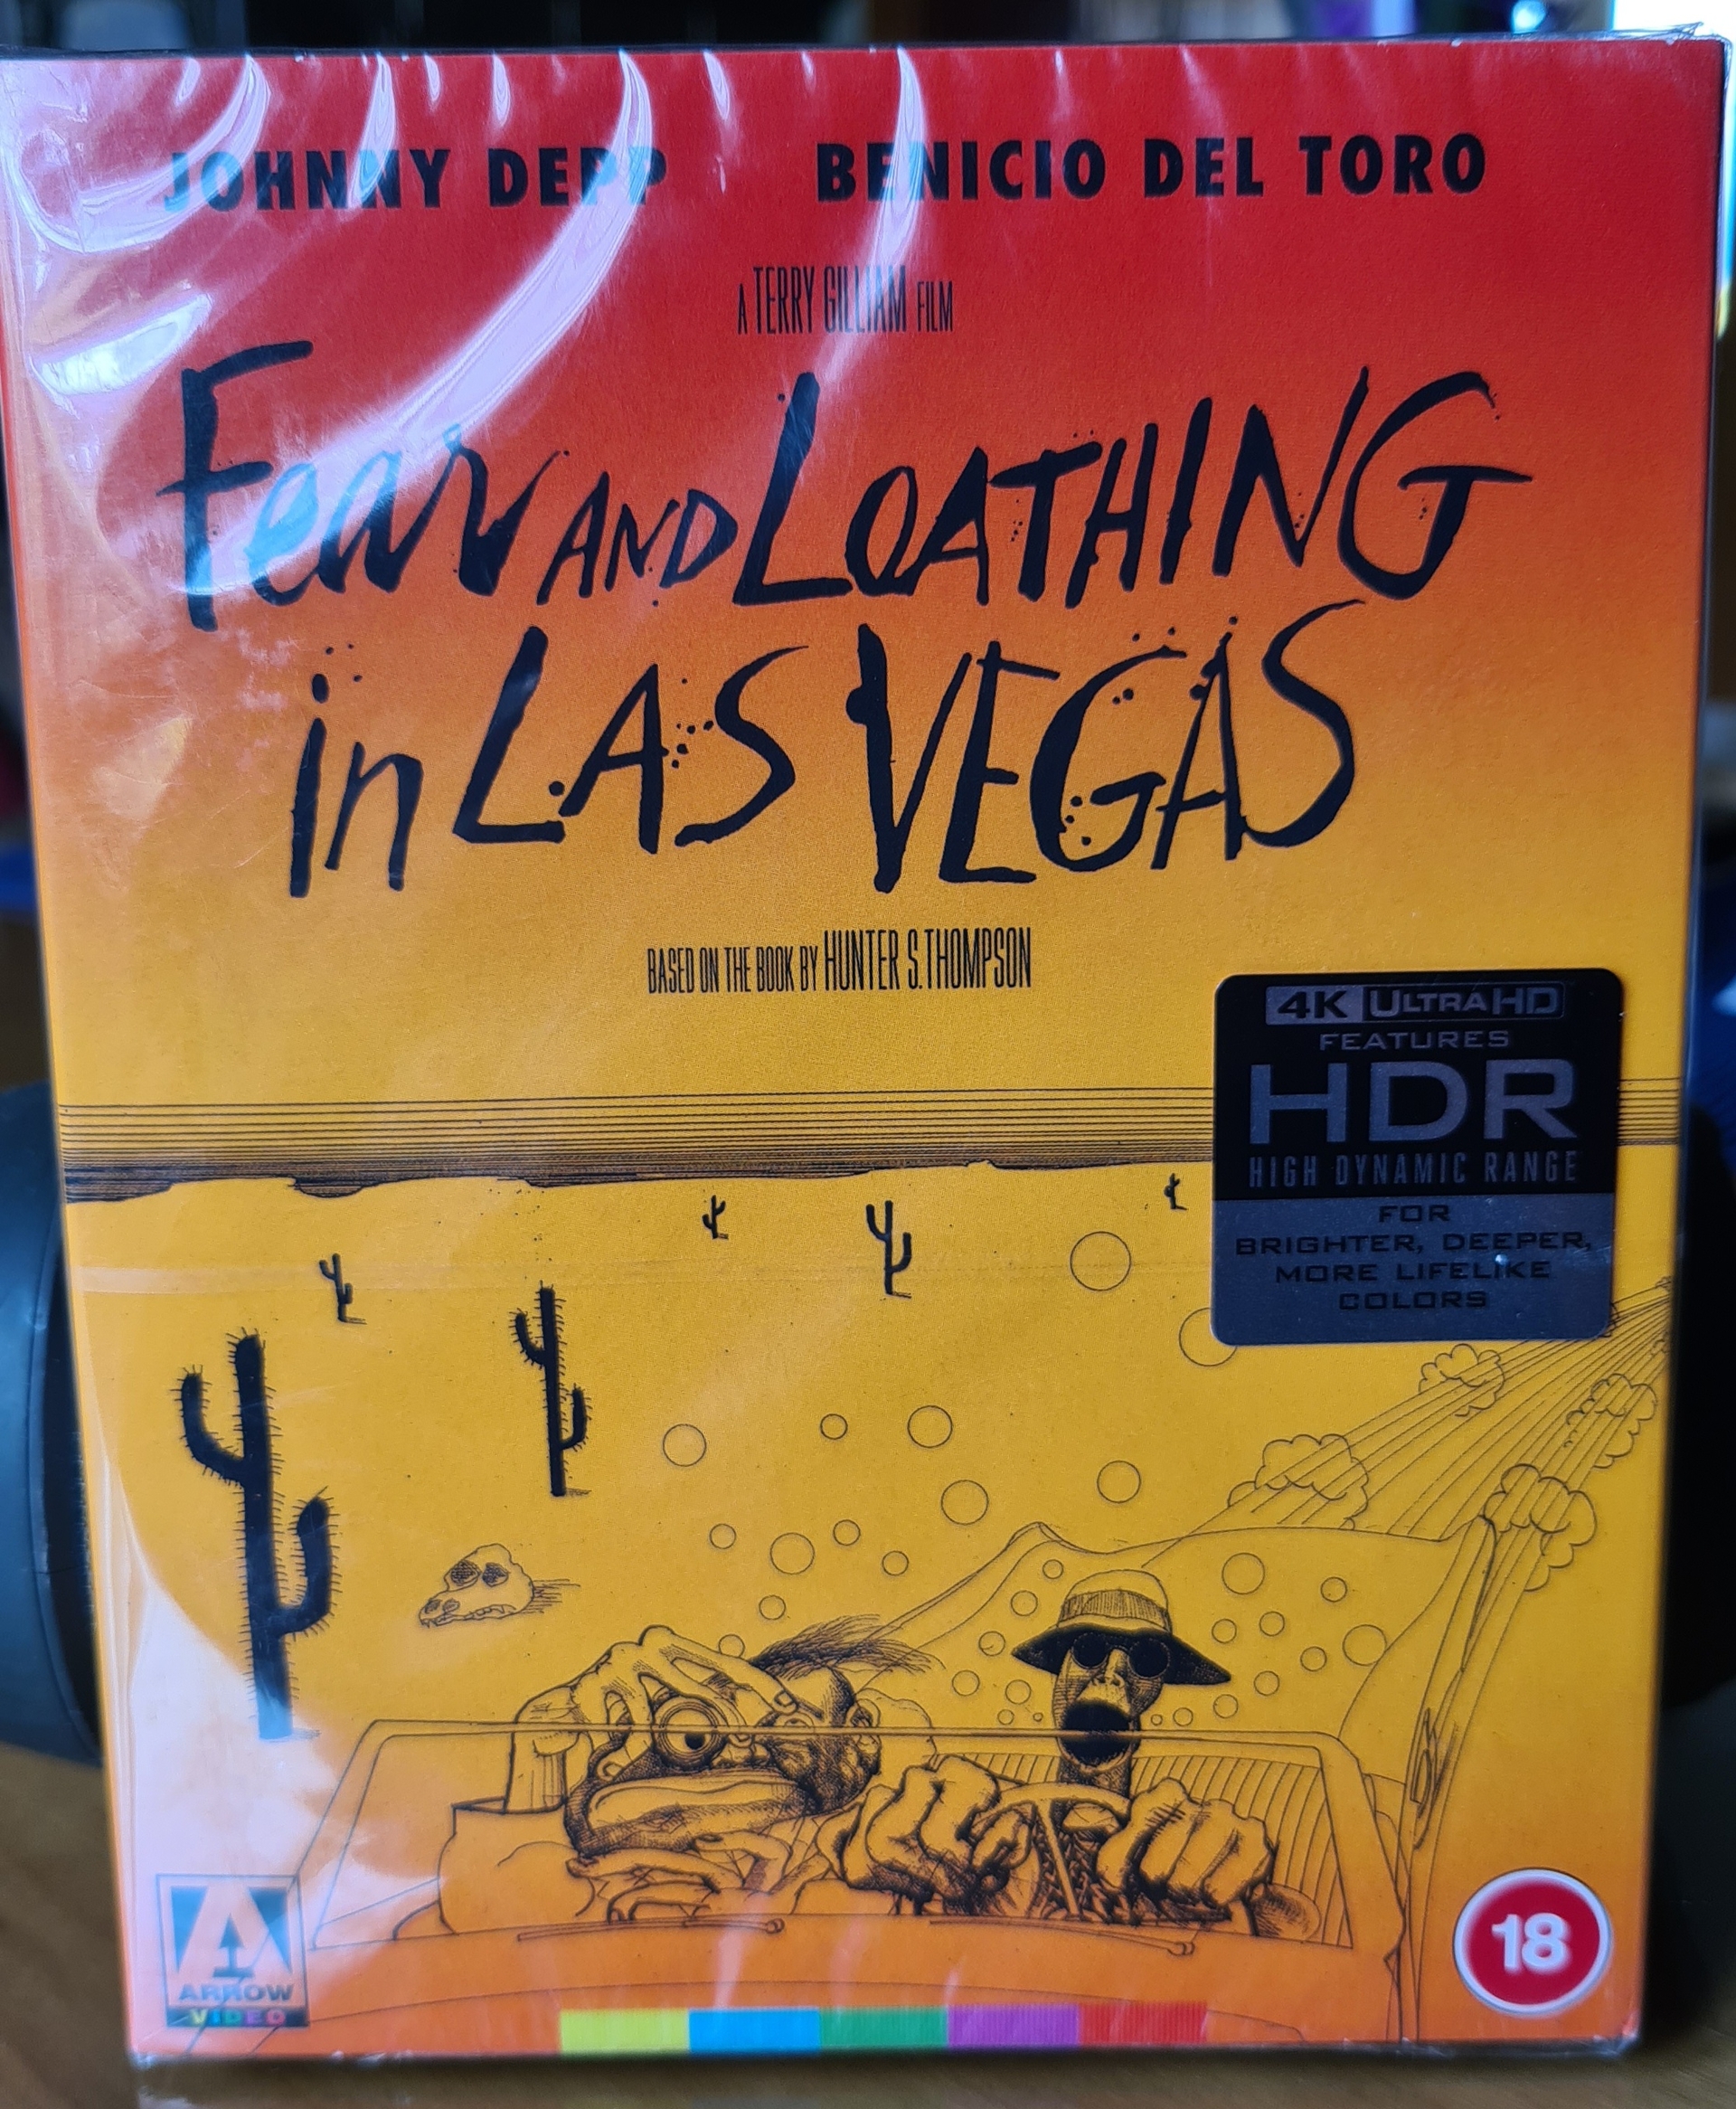 JOHNNY DEPP BENICIO DEL TORO
A TERRY GILLIAM FILM
Fear AND LOATHING
in LAS VEGAS
BASED ON THE BOOK BY HUNTER S. THOMPSON
4K ULTRA HD
FEATURES
HDR
HIGH DYNAMIC RANGE
FOR
BRIGHTER, DEEPER,
MORE LIFELIKE
COLORS
A
ARROW
VIDEO
18